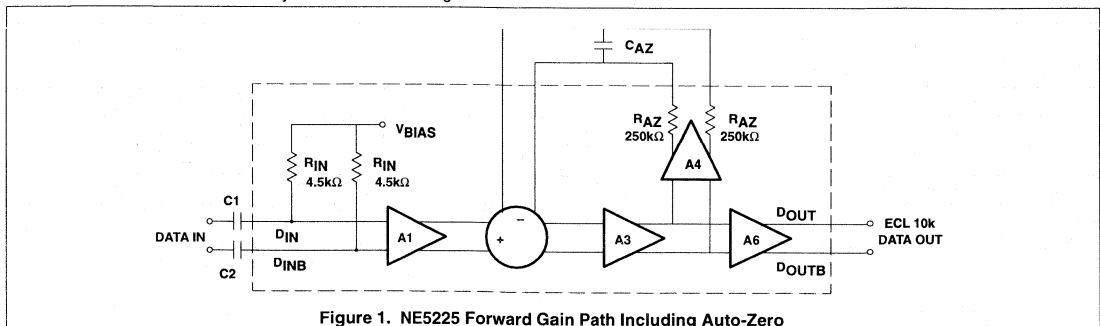 C_AZ
V_BIAS
R_IN
4.5kΩ
R_IN
4.5kΩ
R_AZ
250kΩ
R_AZ
250kΩ
A4
C1
DATA IN
C2
D_IN
D_INB
A1
−
+
A3
A6
D_OUT
D_OUTB
ECL 10k
DATA OUT
Figure 1. NE5225 Forward Gain Path Including Auto-Zero